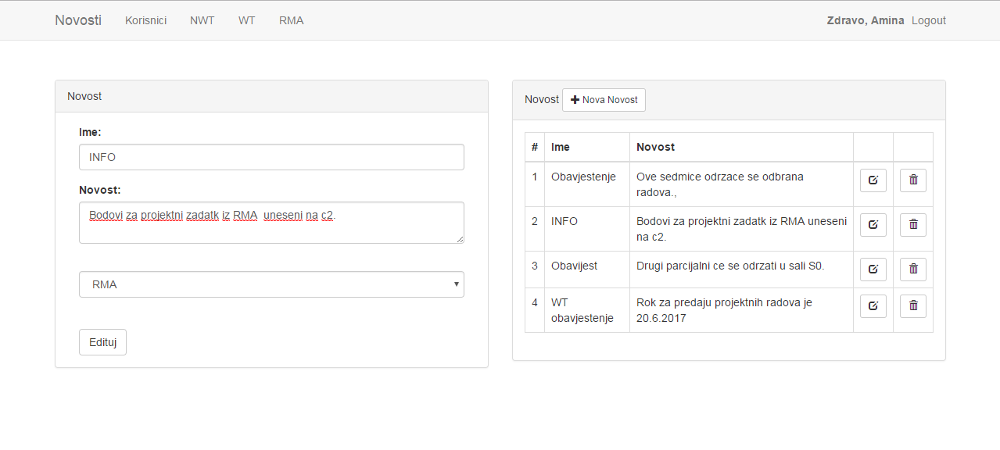 Novosti Korisnici NWT WT RMA Zdravo, Amina Logout
Novost
Ime:
INFO
Novost:
Bodovi za projektni zadatk iz RMA  uneseni na c2.
RMA
Edituj
Novost Nova Novost
# Ime Novost
1 Obavjestenje Ove sedmice odrzace se odbrana
radova.,
2 INFO Bodovi za projektni zadatk iz RMA uneseni
na c2.
3 Obavijest Drugi parcijalni ce se odrzati u sali S0.
4 WT Rok za predaju projektnih radova je
obavjestenje 20.6.2017